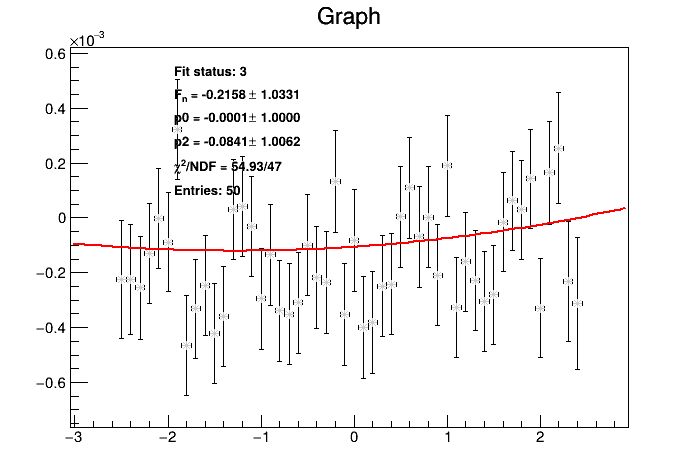 Graph
×10⁻³
0.6
Fit status: 3
Fₙ = -0.2158 ± 1.0331
0.4
p0 = -0.0001 ± 1.0000
p2 = -0.0841 ± 1.0062
0.2
χ²/NDF = 54.93/47
Entries: 50
0
−0.2
−0.4
−0.6
−3 −2 −1 0 1 2